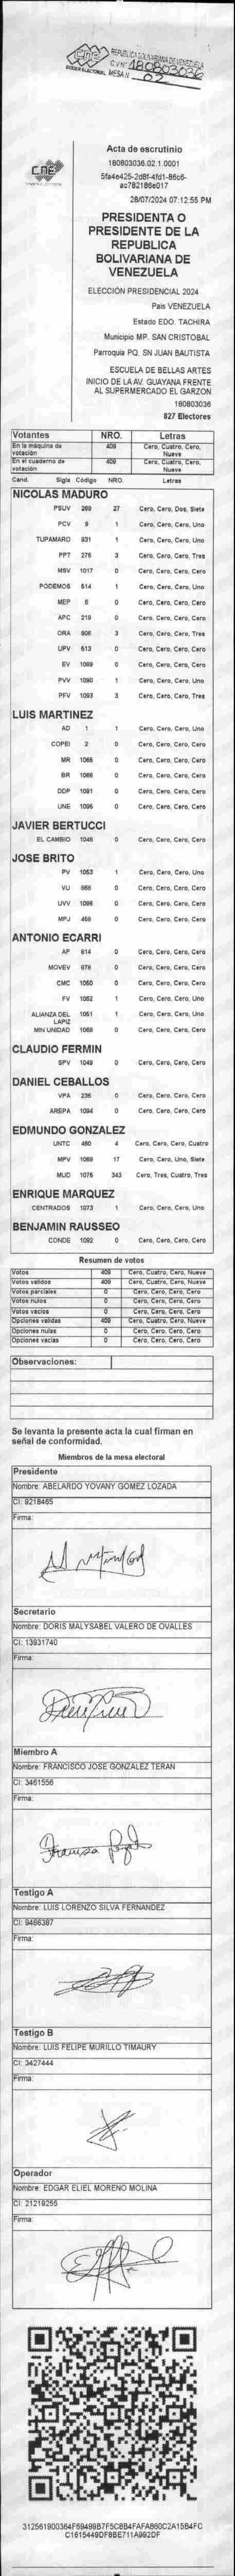 CNE
PODER ELECTORAL
REPUBLICA BOLIVARIANA DE VENEZUELA
CVN° 180803036
MESA N° 02
CNE
Acta de escrutinio
180803036.02.1.0001
5fa4e425-2d8f-4fd1-86c6-
ac782186e017
28/07/2024 07:12:55 PM
PRESIDENTA O
PRESIDENTE DE LA
REPUBLICA
BOLIVARIANA DE
VENEZUELA
ELECCIÓN PRESIDENCIAL 2024
Pais VENEZUELA
Estado EDO. TACHIRA
Municipio MP. SAN CRISTOBAL
Parroquia PQ. SN JUAN BAUTISTA
ESCUELA DE BELLAS ARTES
INICIO DE LA AV. GUAYANA FRENTE
AL SUPERMERCADO EL GARZON
180803036
827 Electores
Votantes NRO. Letras
En la máquina de votación 409 Cero, Cuatro, Cero, Nueve
En el cuaderno de votación 409 Cero, Cuatro, Cero, Nueve
Cand. Sigla Código NRO. Letras
NICOLAS MADURO
PSUV 269 27 Cero, Cero, Dos, Siete
PCV 9 1 Cero, Cero, Cero, Uno
TUPAMARO 931 1 Cero, Cero, Cero, Uno
PPT 276 3 Cero, Cero, Cero, Tres
MSV 1017 0 Cero, Cero, Cero, Cero
PODEMOS 514 1 Cero, Cero, Cero, Uno
MEP 6 0 Cero, Cero, Cero, Cero
APC 219 0 Cero, Cero, Cero, Cero
ORA 906 3 Cero, Cero, Cero, Tres
UPV 613 0 Cero, Cero, Cero, Cero
EV 1089 0 Cero, Cero, Cero, Cero
PVV 1090 1 Cero, Cero, Cero, Uno
PFV 1093 3 Cero, Cero, Cero, Tres
LUIS MARTINEZ
AD 1 1 Cero, Cero, Cero, Uno
COPEI 2 0 Cero, Cero, Cero, Cero
MR 1065 0 Cero, Cero, Cero, Cero
BR 1066 0 Cero, Cero, Cero, Cero
DDP 1091 0 Cero, Cero, Cero, Cero
UNE 1095 0 Cero, Cero, Cero, Cero
JAVIER BERTUCCI
EL CAMBIO 1046 0 Cero, Cero, Cero, Cero
JOSE BRITO
PV 1053 1 Cero, Cero, Cero, Uno
VU 868 0 Cero, Cero, Cero, Cero
UVV 1096 0 Cero, Cero, Cero, Cero
MPJ 458 0 Cero, Cero, Cero, Cero
ANTONIO ECARRI
AP 814 0 Cero, Cero, Cero, Cero
MOVEV 979 0 Cero, Cero, Cero, Cero
CMC 1050 0 Cero, Cero, Cero, Cero
FV 1052 1 Cero, Cero, Cero, Uno
ALIANZA DEL LAPIZ 1051 1 Cero, Cero, Cero, Uno
MIN UNIDAD 1068 0 Cero, Cero, Cero, Cero
CLAUDIO FERMIN
SPV 1049 0 Cero, Cero, Cero, Cero
DANIEL CEBALLOS
VPA 236 0 Cero, Cero, Cero, Cero
AREPA 1094 0 Cero, Cero, Cero, Cero
EDMUNDO GONZALEZ
UNTC 460 4 Cero, Cero, Cero, Cuatro
MPV 1069 17 Cero, Cero, Uno, Siete
MUD 1076 343 Cero, Tres, Cuatro, Tres
ENRIQUE MARQUEZ
CENTRADOS 1073 1 Cero, Cero, Cero, Uno
BENJAMIN RAUSSEO
CONDE 1092 0 Cero, Cero, Cero, Cero
Resumen de votos
Votos 409 Cero, Cuatro, Cero, Nueve
Votos validos 409 Cero, Cuatro, Cero, Nueve
Votos parciales 0 Cero, Cero, Cero, Cero
Votos nulos 0 Cero, Cero, Cero, Cero
Votos vacios 0 Cero, Cero, Cero, Cero
Opciones validas 409 Cero, Cuatro, Cero, Nueve
Opciones nulas 0 Cero, Cero, Cero, Cero
Opciones vacias 0 Cero, Cero, Cero, Cero
Observaciones:
Se levanta la presente acta la cual firman en
señal de conformidad.
Miembros de la mesa electoral
Presidente
Nombre: ABELARDO YOVANY GOMEZ LOZADA
CI: 9218465
Firma:
Secretario
Nombre: DORIS MALYSABEL VALERO DE OVALLES
CI: 13931740
Firma:
Miembro A
Nombre: FRANCISCO JOSE GONZALEZ TERAN
CI: 3461556
Firma:
Testigo A
Nombre: LUIS LORENZO SILVA FERNANDEZ
CI: 9466387
Firma:
Testigo B
Nombre: LUIS FELIPE MURILLO TIMAURY
CI: 3427444
Firma:
Operador
Nombre: EDGAR ELIEL MORENO MOLINA
CI: 21219256
Firma:
312561900364F69499B7F5C8B4FAFA860C2A15B4FC
C1615449DF8BE711A992DF